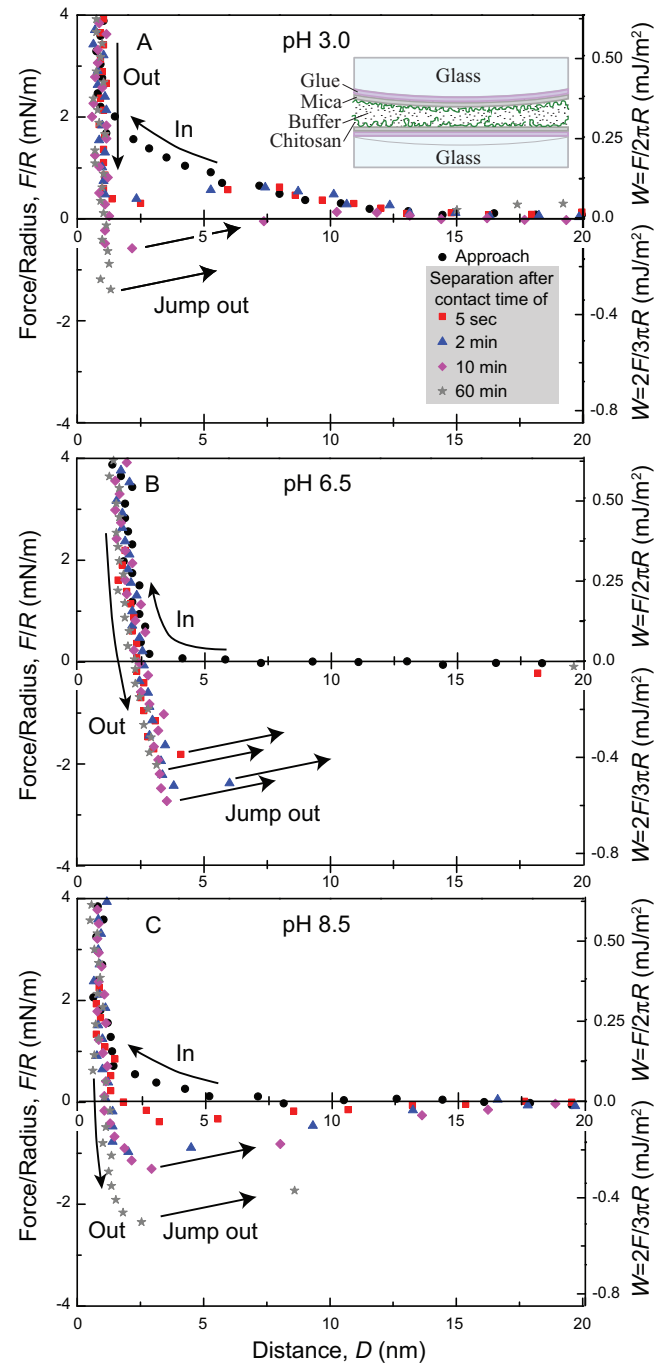 A
pH 3.0
Out
In
Glass
Glue
Mica
Buffer
Chitosan
Glass
Jump out
Approach
Separation after
contact time of
5 sec
2 min
10 min
60 min
4
2
0
-2
-4
Force/Radius, F/R (mN/m)
0.50
0.25
0.0
-0.4
-0.8
W=F/2πR (mJ/m²)
W=2F/3πR (mJ/m²)
0 5 10 15 20
B
pH 6.5
In
Out
Jump out
4
2
0
-2
-4
Force/Radius, F/R (mN/m)
0.50
0.25
0.0
-0.4
-0.8
W=F/2πR (mJ/m²)
W=2F/3πR (mJ/m²)
0 5 10 15 20
C
pH 8.5
In
Out
Jump out
4
2
0
-2
-4
Force/Radius, F/R (mN/m)
0.50
0.25
0.0
-0.4
-0.8
W=F/2πR (mJ/m²)
W=2F/3πR (mJ/m²)
0 5 10 15 20
Distance, D (nm)